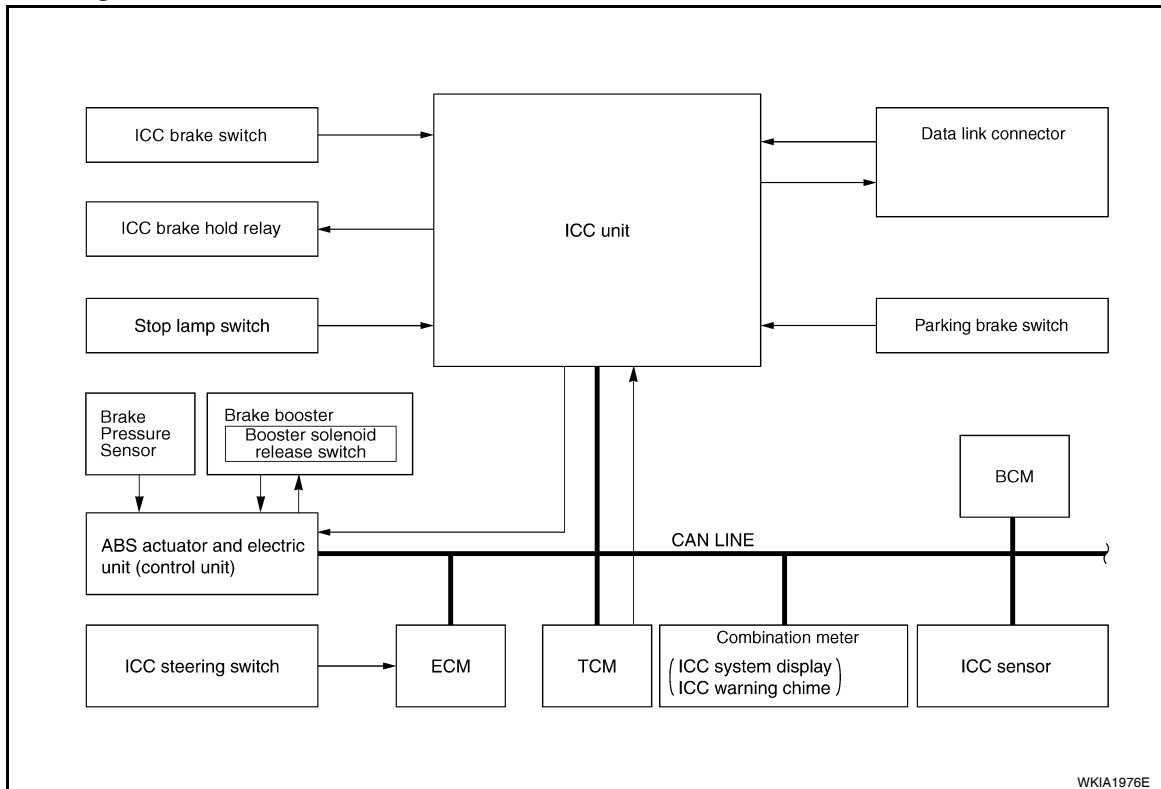 ICC brake switch
ICC brake hold relay
Stop lamp switch
ICC unit
Data link connector
Parking brake switch
Brake
Pressure
Sensor
Brake booster
Booster solenoid
release switch
BCM
ABS actuator and electric
unit (control unit)
CAN LINE
ICC steering switch
ECM
TCM
Combination meter
(ICC system display
ICC warning chime)
ICC sensor
WKIA1976E